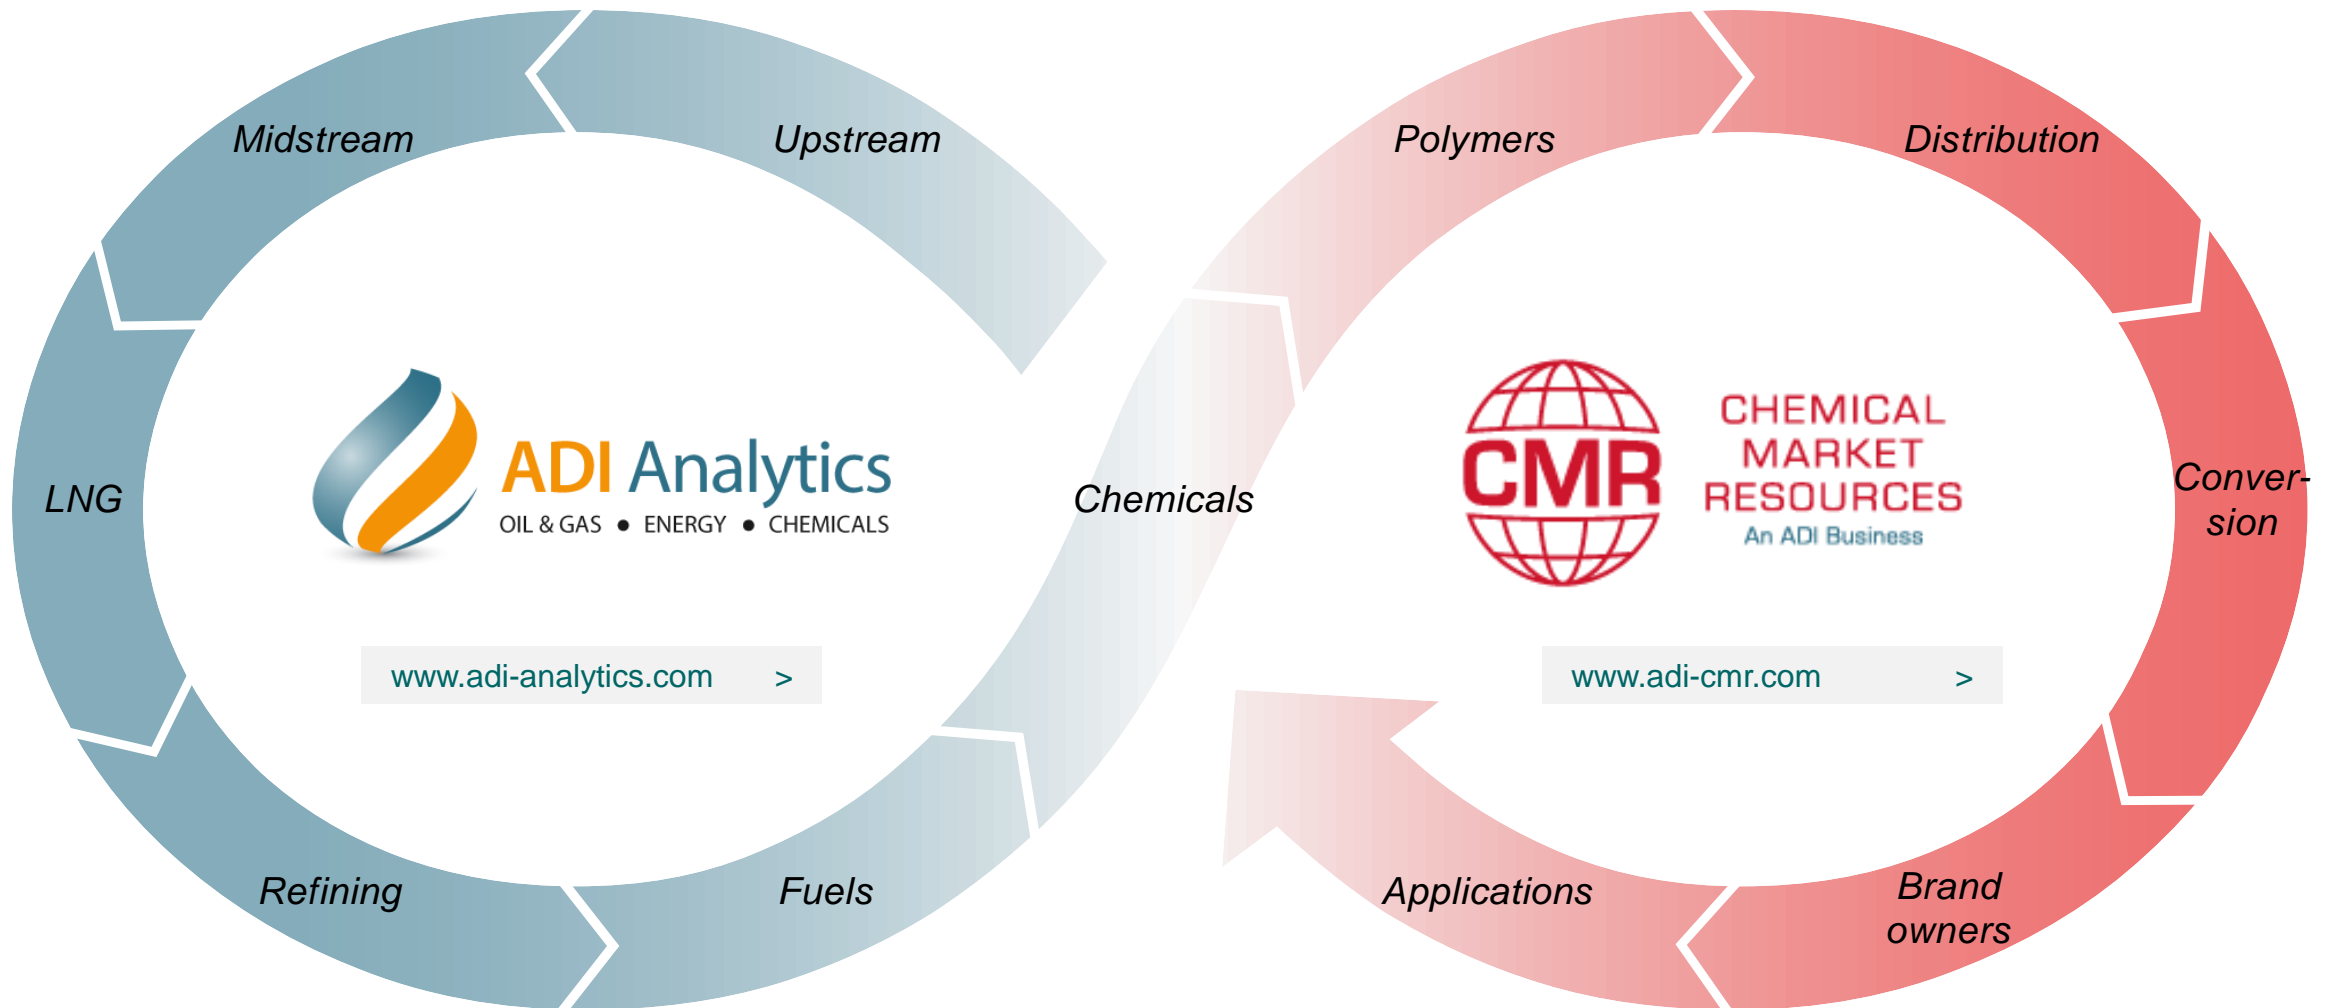 Midstream
Upstream
Polymers
Distribution
LNG
ADI Analytics
OIL & GAS ● ENERGY ● CHEMICALS
Chemicals
CMR
CHEMICAL
MARKET
RESOURCES
An ADI Business
Conver-
sion
www.adi-analytics.com >
www.adi-cmr.com >
Refining
Fuels
Applications
Brand
owners